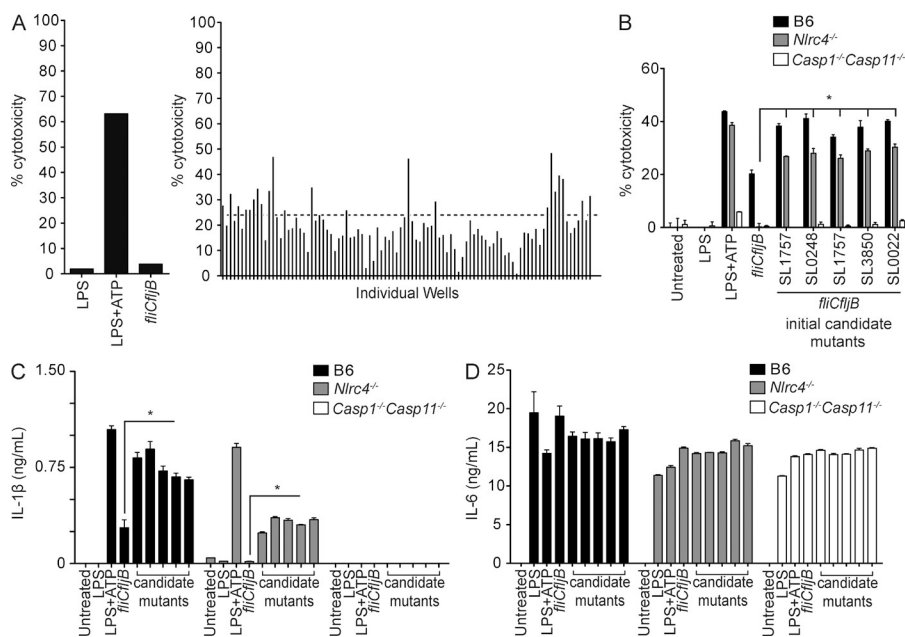 A
100
90
80
70
60
50
40
30
20
10
0
% cytotoxicity
LPS
LPS+ATP
fliCfljB
100
90
80
70
60
50
40
30
20
10
0
% cytotoxicity
Individual Wells
B
B6
Nlrc4-/-
Casp1-/-Casp11-/-
60
40
20
0
% cytotoxicity
*
Untreated
LPS
LPS+ATP
fliCfljB
SL1757
SL0248
SL1757
SL3850
SL0022
fliCfljB
initial candidate
mutants
C
B6
Nlrc4-/-
Casp1-/-Casp11-/-
1.50
0.75
0
IL-1β (ng/mL)
*
*
Untreated
LPS
LPS+ATP
fliCfljB
candidate
mutants
Untreated
LPS
LPS+ATP
fliCfljB
candidate
mutants
Untreated
LPS
LPS+ATP
fliCfljB
candidate
mutants
D
B6
Nlrc4-/-
Casp1-/-Casp11-/-
25
20
15
10
5
0
IL-6 (ng/mL)
Untreated
LPS
LPS+ATP
fliCfljB
candidate
mutants
Untreated
LPS
LPS+ATP
fliCfljB
candidate
mutants
Untreated
LPS
LPS+ATP
fliCfljB
candidate
mutants